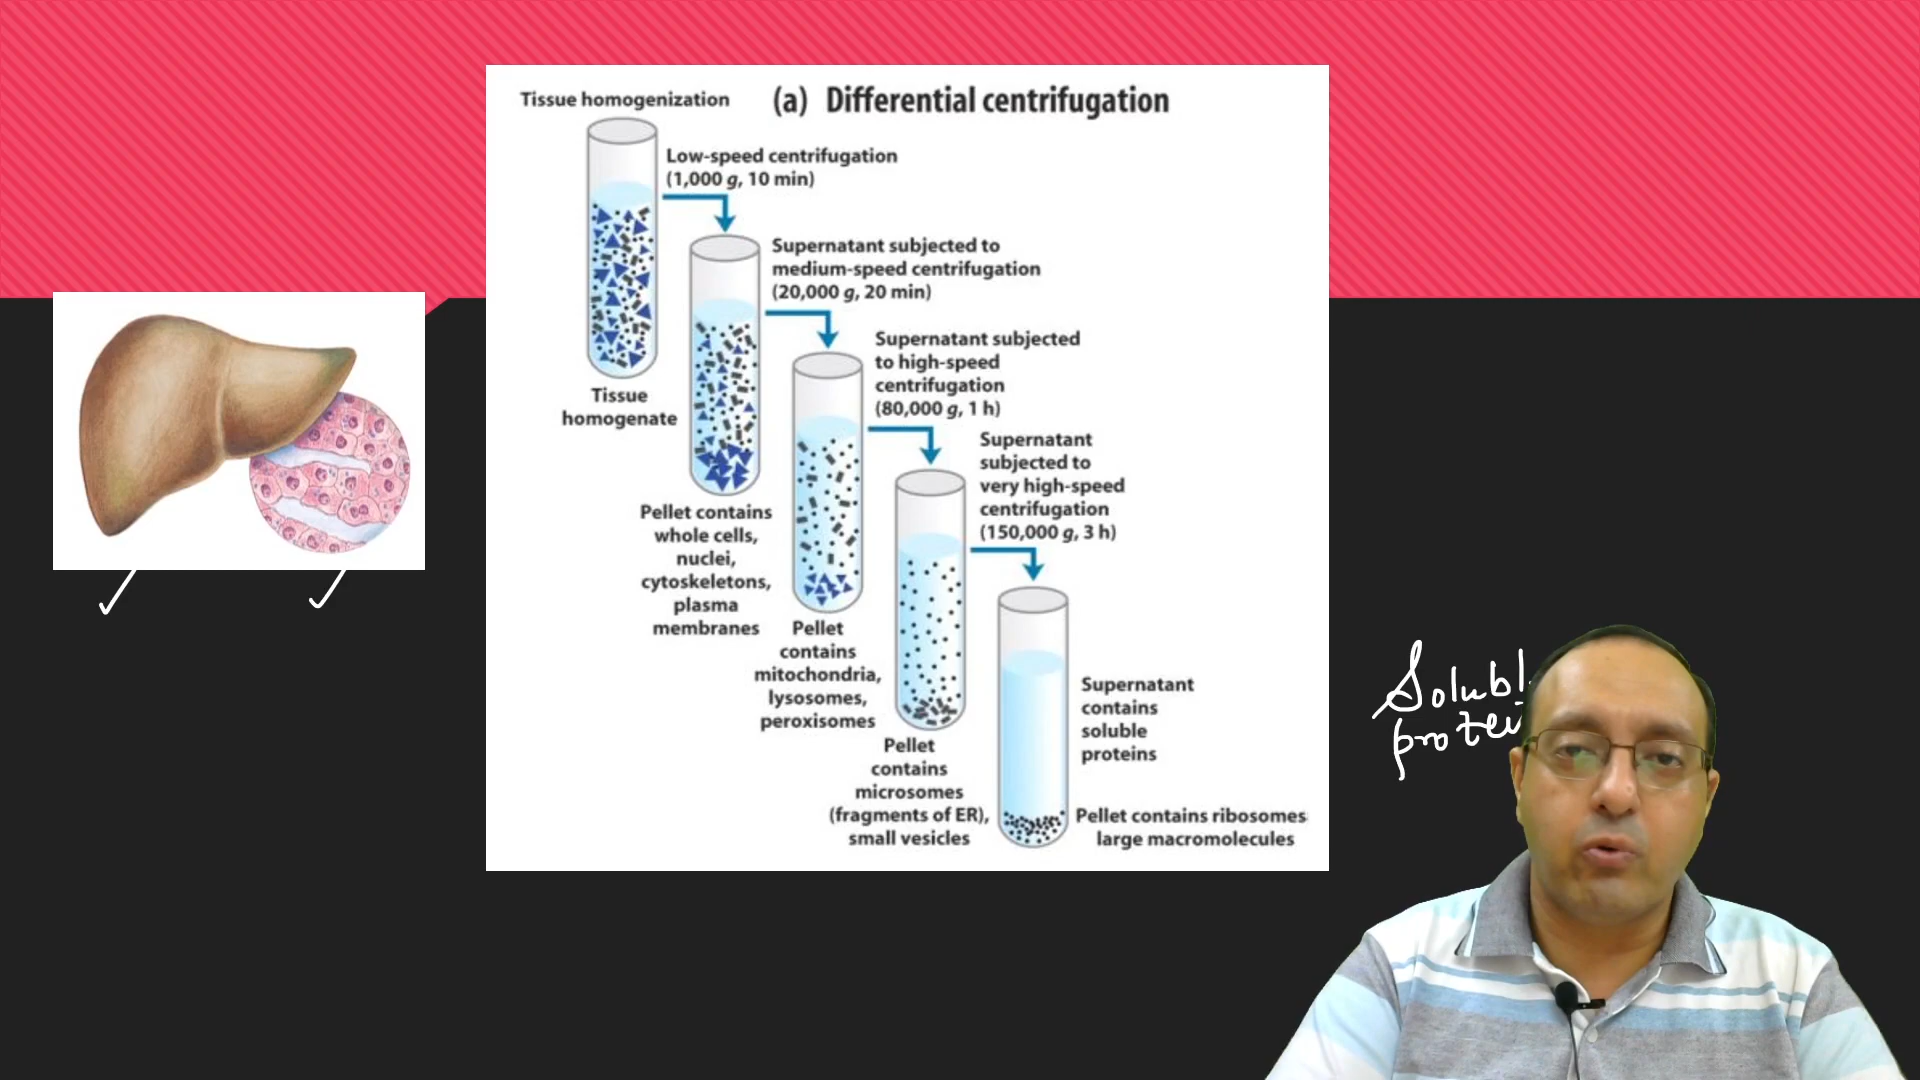 Tissue homogenization
(a) Differential centrifugation
Low-speed centrifugation
(1,000 g, 10 min)
Supernatant subjected to
medium-speed centrifugation
(20,000 g, 20 min)
Supernatant subjected
to high-speed
centrifugation
(80,000 g, 1 h)
Supernatant
subjected to
very high-speed
centrifugation
(150,000 g, 3 h)
Tissue
homogenate
Pellet contains
whole cells,
nuclei,
cytoskeletons,
plasma
membranes
Pellet
contains
mitochondria,
lysosomes,
peroxisomes
Pellet
contains
microsomes
(fragments of ER),
small vesicles
Supernatant
contains
soluble
proteins
Pellet contains ribosomes
large macromolecules